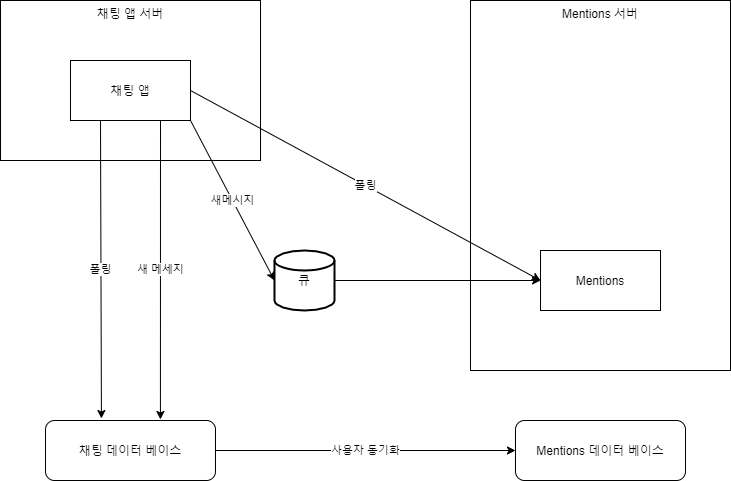 채팅 앱 서버
Mentions 서버
채팅 앱
폴링
새메시지
폴링
새 메세지
큐
Mentions
채팅 데이터 베이스
사용자 동기화
Mentions 데이터 베이스